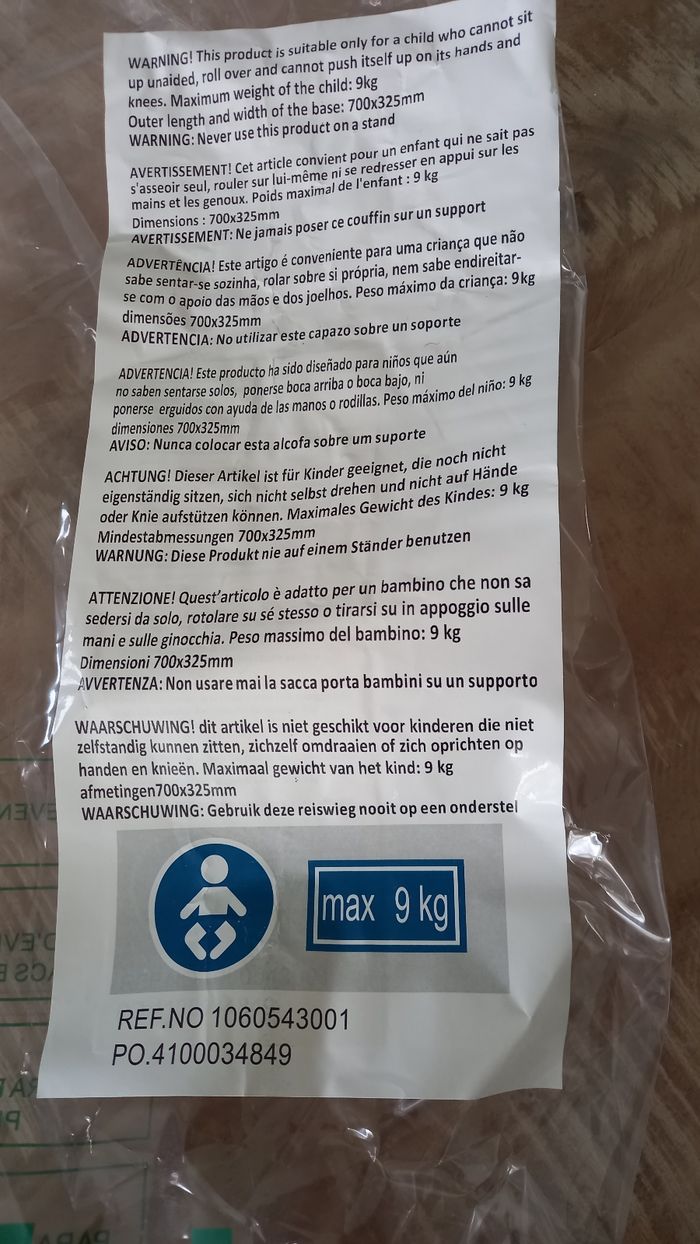 WARNING! This product is suitable only for a child who cannot sit
up unaided, roll over and cannot push itself up on its hands and
knees. Maximum weight of the child: 9kg
Outer length and width of the base: 700x325mm
WARNING: Never use this product on a stand
AVERTISSEMENT! Cet article convient pour un enfant qui ne sait pas
s'asseoir seul, rouler sur lui-même ni se redresser en appui sur les
mains et les genoux. Poids maximal de l'enfant : 9 kg
Dimensions : 700x325mm
AVERTISSEMENT: Ne jamais poser ce couffin sur un support
ADVERTÊNCIA! Este artigo é conveniente para uma criança que não
sabe sentar-se sozinha, rolar sobre si própria, nem sabe endireitar-
se com o apoio das mãos e dos joelhos. Peso máximo da criança: 9kg
dimensões 700x325mm
ADVERTENCIA: No utilizar este capazo sobre un soporte
ADVERTENCIA! Este producto ha sido diseñado para niños que aún
no saben sentarse solos, ponerse boca arriba o boca bajo, ni
ponerse erguidos con ayuda de las manos o rodillas. Peso máximo del niño: 9 kg
dimensiones 700x325mm
AVISO: Nunca colocar esta alcofa sobre um suporte
ACHTUNG! Dieser Artikel ist für Kinder geeignet, die noch nicht
eigenständig sitzen, sich nicht selbst drehen und nicht auf Hände
oder Knie aufstützen können. Maximales Gewicht des Kindes: 9 kg
Mindestabmessungen 700x325mm
WARNUNG: Diese Produkt nie auf einem Ständer benutzen
ATTENZIONE! Quest'articolo è adatto per un bambino che non sa
sedersi da solo, rotolare su sé stesso o tirarsi su in appoggio sulle
mani e sulle ginocchia. Peso massimo del bambino: 9 kg
Dimensioni 700x325mm
AVVERTENZA: Non usare mai la sacca porta bambini su un supporto
WAARSCHUWING! dit artikel is niet geschikt voor kinderen die niet
zelfstandig kunnen zitten, zichzelf omdraaien of zich oprichten op
handen en knieën. Maximaal gewicht van het kind: 9 kg
afmetingen700x325mm
WAARSCHUWING: Gebruik deze reiswieg nooit op een onderstel
max 9 kg
REF.NO 1060543001
PO.4100034849